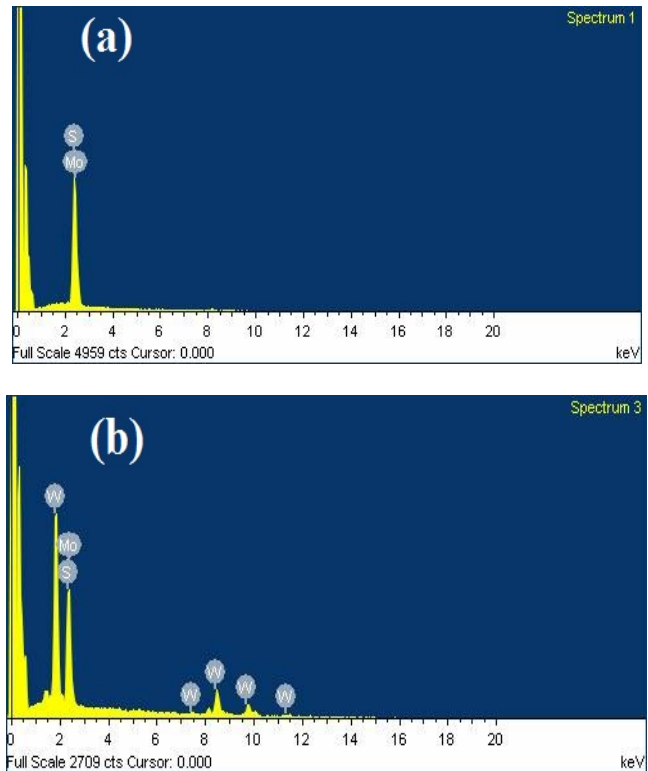 Spectrum 1
(a)
S
Mo
0 2 4 6 8 10 12 14 16 18 20
Full Scale 4959 cts Cursor: 0.000 keV
Spectrum 3
(b)
W
Mo
S
W W W W
0 2 4 6 8 10 12 14 16 18 20
Full Scale 2709 cts Cursor: 0.000 keV